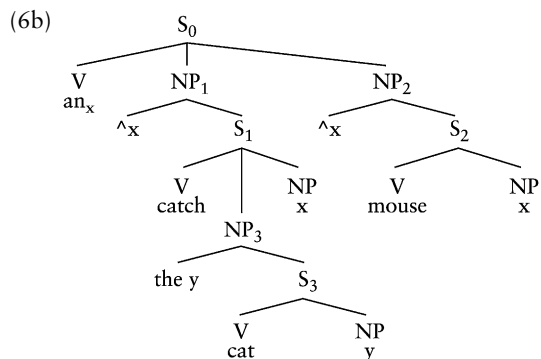 (6b)
S0
V NP1 NP2
anx
^x S1 ^x S2
V NP V NP
catch x mouse x
NP3
the y S3
V NP
cat y